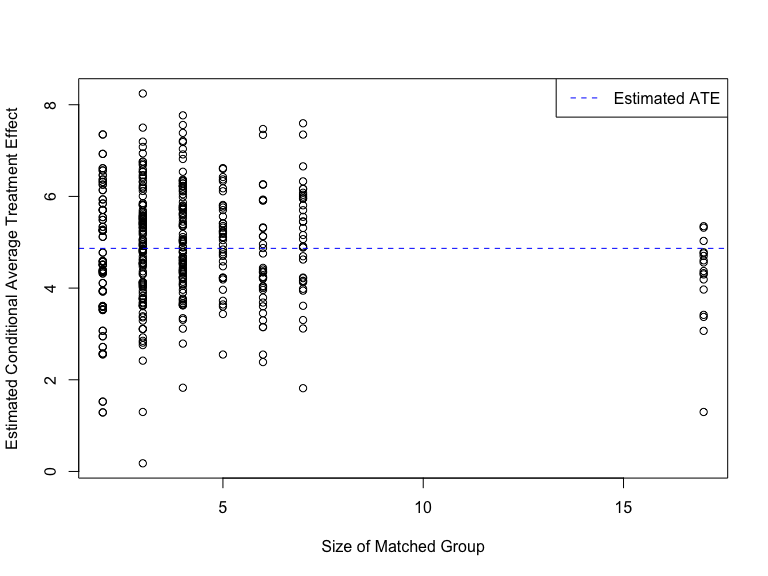 Estimated ATE
Estimated Conditional Average Treatment Effect
8
6
4
2
0
5
10
15
Size of Matched Group